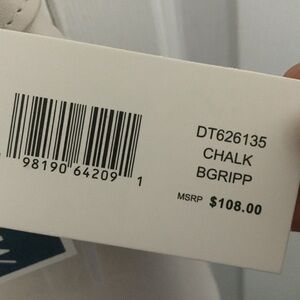 DT626135
CHALK
BGRIPP
MSRP $108.00
98190 64209 1